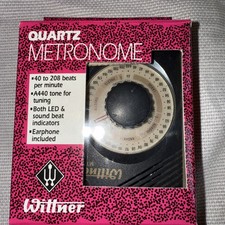 QUARTZ
METRONOME
•40 to 208 beats
per minute
•A440 tone for
tuning
•Both LED &
sound beat
indicators
•Earphone
included
Wittner
Wittner